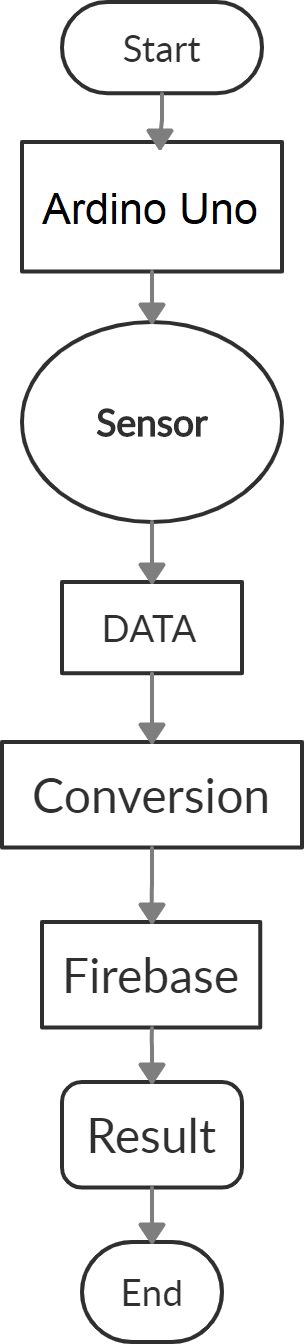 Start
Ardino Uno
Sensor
DATA
Conversion
Firebase
Result
End